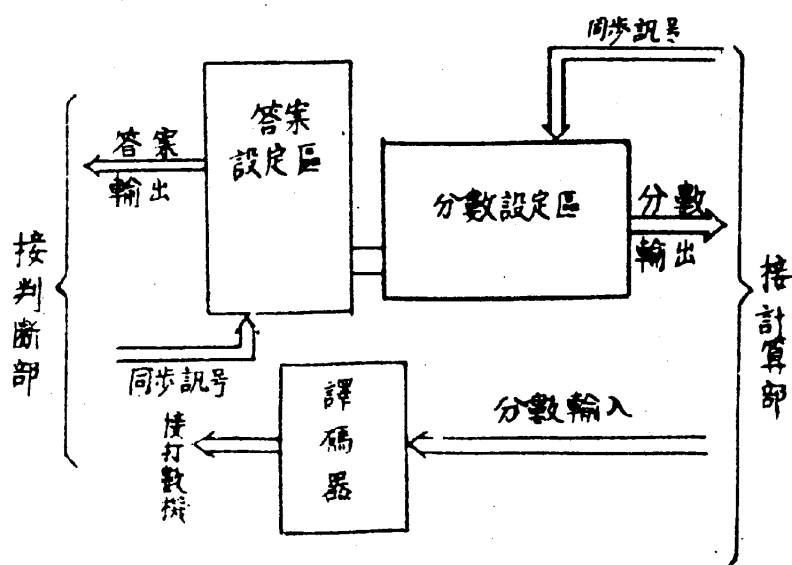 同步訊号
答案
設定區
答案
輸出
分數設定區
分數
輸出
接判斷部
接計算部
同步訊号
譯碼器
分數輸入
接打數機